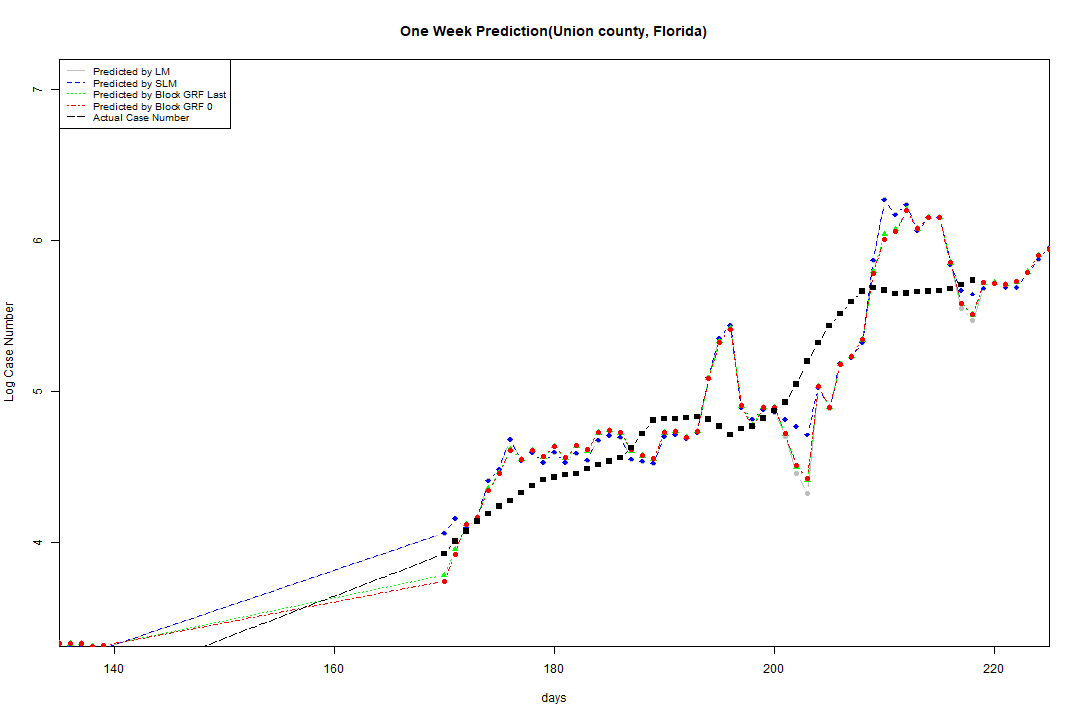 One Week Prediction(Union county, Florida)
Predicted by LM
Predicted by SLM
Predicted by Block GRF Last
Predicted by Block GRF 0
Actual Case Number
7
6
5
4
Log Case Number
140 160 180 200 220
days